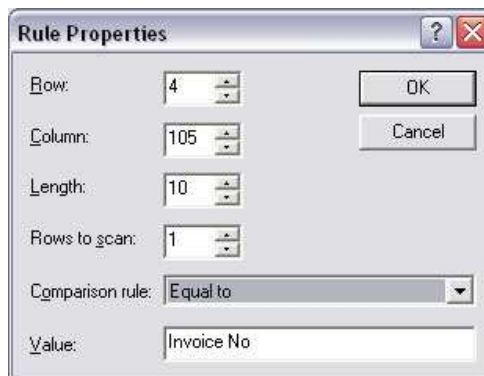 Rule Properties
Row: 4 OK
Column: 105 Cancel
Length: 10
Rows to scan: 1
Comparison rule: Equal to
Value: Invoice No